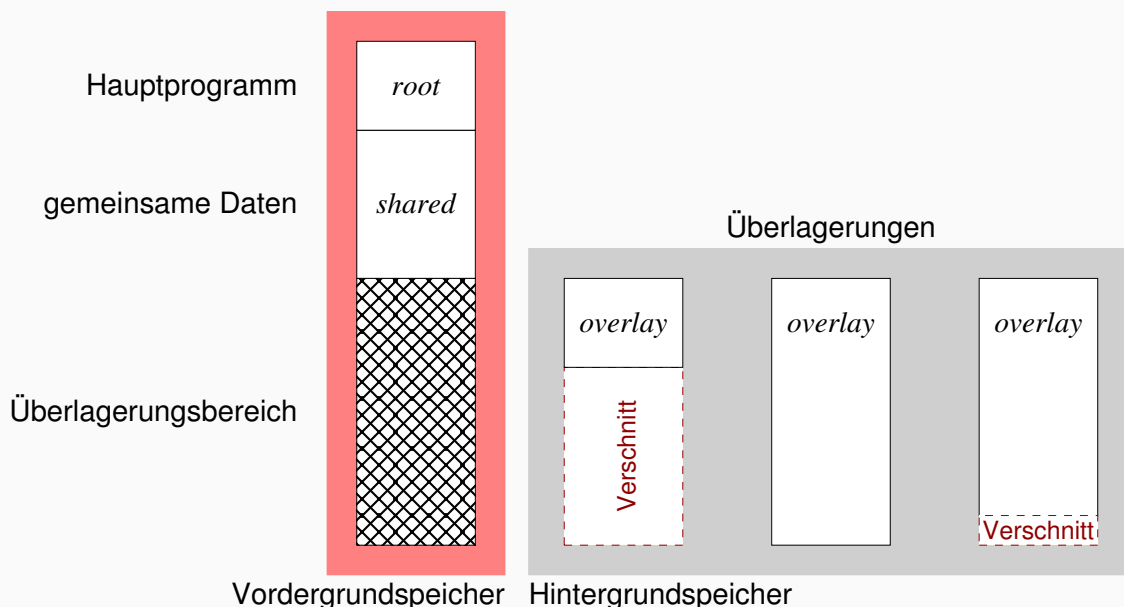 Hauptprogramm
root
gemeinsame Daten
shared
Überlagerungen
overlay
overlay
overlay
Überlagerungsbereich
Verschnitt
Verschnitt
Vordergrundspeicher
Hintergrundspeicher